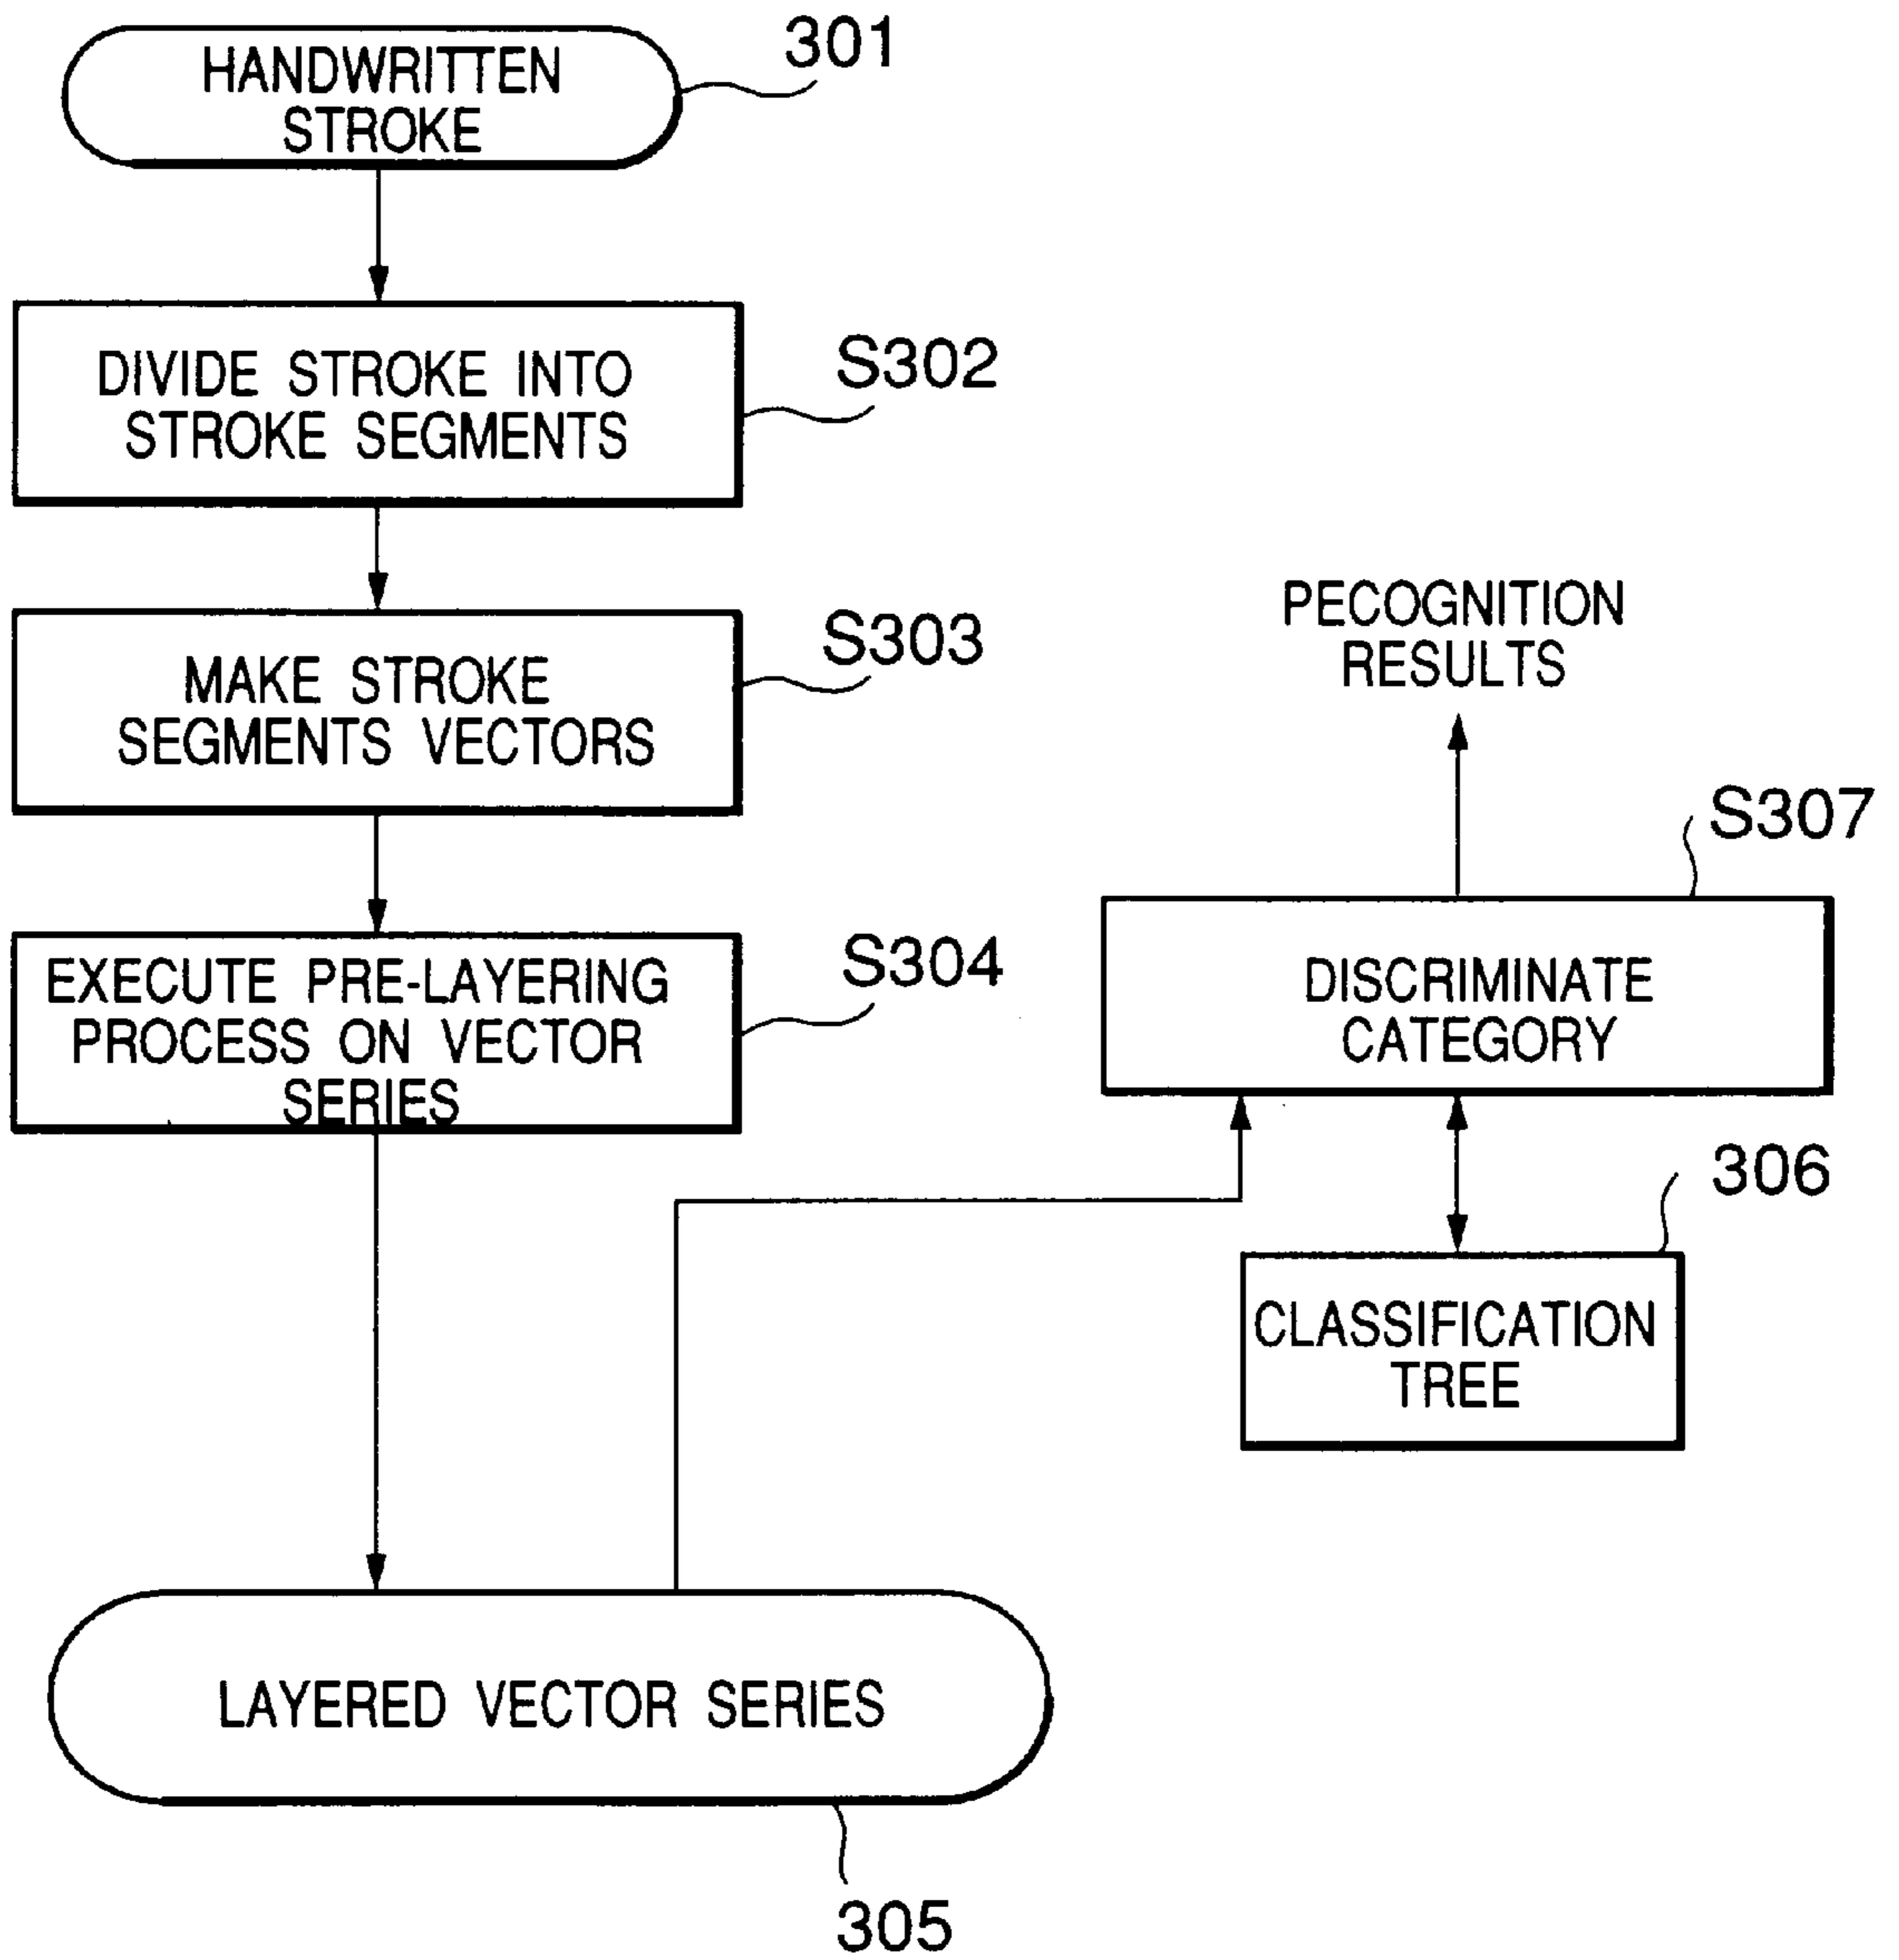 HANDWRITTEN
STROKE
301
DIVIDE STROKE INTO
STROKE SEGMENTS
S302
MAKE STROKE
SEGMENTS VECTORS
S303
EXECUTE PRE-LAYERING
PROCESS ON VECTOR
SERIES
S304
LAYERED VECTOR SERIES
305
PECOGNITION
RESULTS
S307
DISCRIMINATE
CATEGORY
306
CLASSIFICATION
TREE